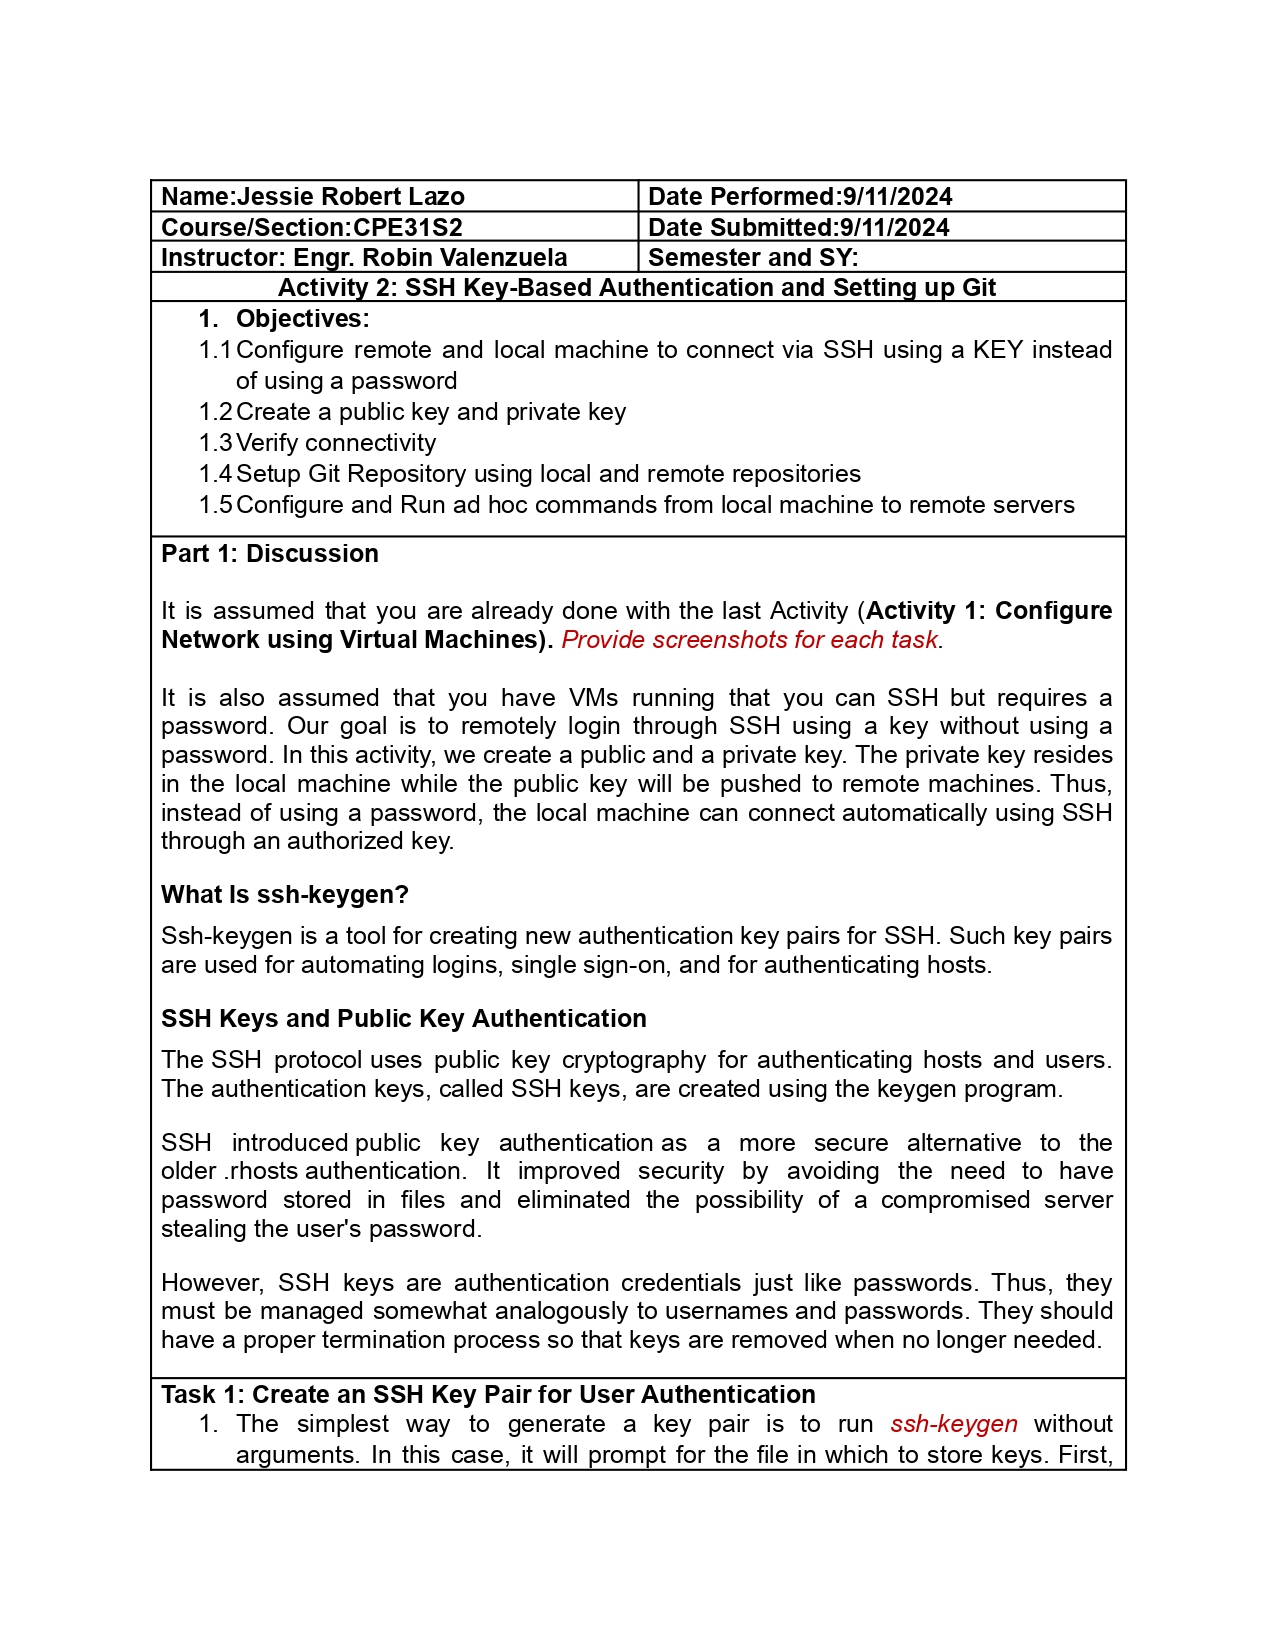 Name:Jessie Robert Lazo
Date Performed:9/11/2024
Course/Section:CPE31S2
Date Submitted:9/11/2024
Instructor: Engr. Robin Valenzuela
Semester and SY:
Activity 2: SSH Key-Based Authentication and Setting up Git
1. Objectives:
1.1 Configure remote and local machine to connect via SSH using a KEY instead
of using a password
1.2 Create a public key and private key
1.3 Verify connectivity
1.4 Setup Git Repository using local and remote repositories
1.5 Configure and Run ad hoc commands from local machine to remote servers
Part 1: Discussion
It is assumed that you are already done with the last Activity (Activity 1: Configure
Network using Virtual Machines). Provide screenshots for each task.
It is also assumed that you have VMs running that you can SSH but requires a
password. Our goal is to remotely login through SSH using a key without using a
password. In this activity, we create a public and a private key. The private key resides
in the local machine while the public key will be pushed to remote machines. Thus,
instead of using a password, the local machine can connect automatically using SSH
through an authorized key.
What Is ssh-keygen?
Ssh-keygen is a tool for creating new authentication key pairs for SSH. Such key pairs
are used for automating logins, single sign-on, and for authenticating hosts.
SSH Keys and Public Key Authentication
The SSH protocol uses public key cryptography for authenticating hosts and users.
The authentication keys, called SSH keys, are created using the keygen program.
SSH introduced public key authentication as a more secure alternative to the
older .rhosts authentication. It improved security by avoiding the need to have
password stored in files and eliminated the possibility of a compromised server
stealing the user's password.
However, SSH keys are authentication credentials just like passwords. Thus, they
must be managed somewhat analogously to usernames and passwords. They should
have a proper termination process so that keys are removed when no longer needed.
Task 1: Create an SSH Key Pair for User Authentication
1. The simplest way to generate a key pair is to run ssh-keygen without
arguments. In this case, it will prompt for the file in which to store keys. First,